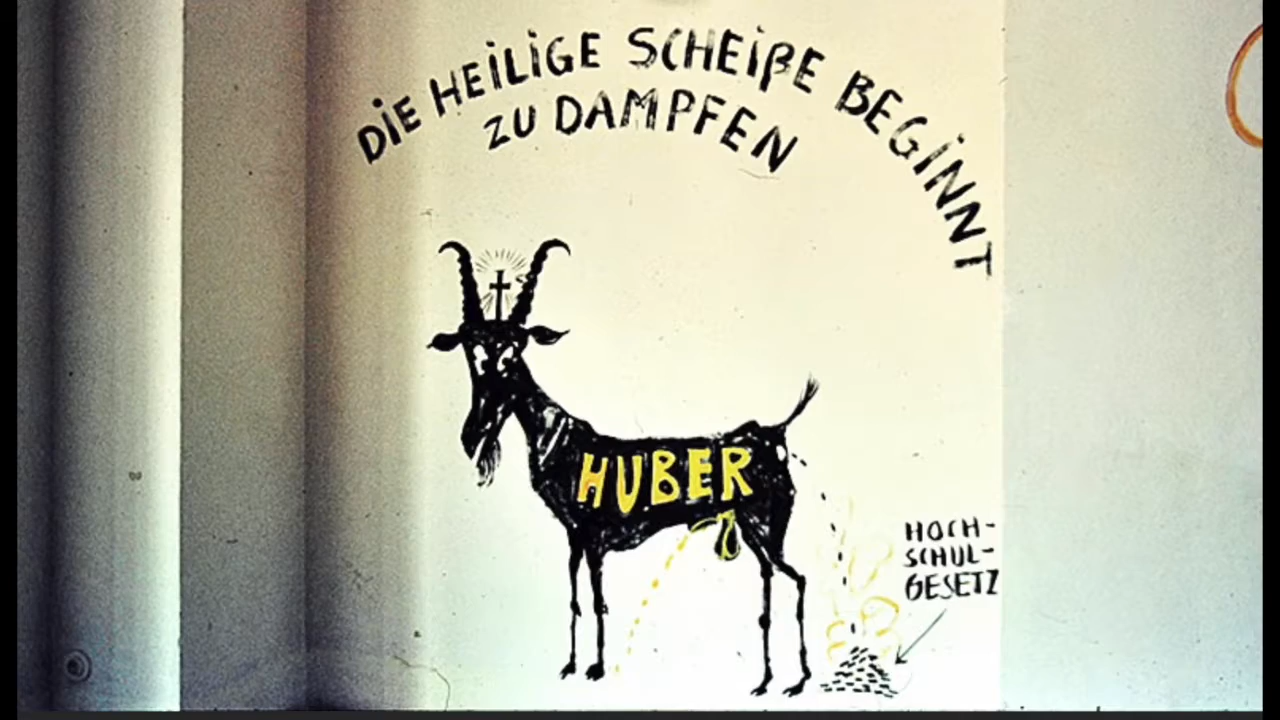 DIE HEILIGE SCHEIßE BEGINNT
ZU DAMPFEN
HUBER
HOCH-
SCHUL-
GESETZ